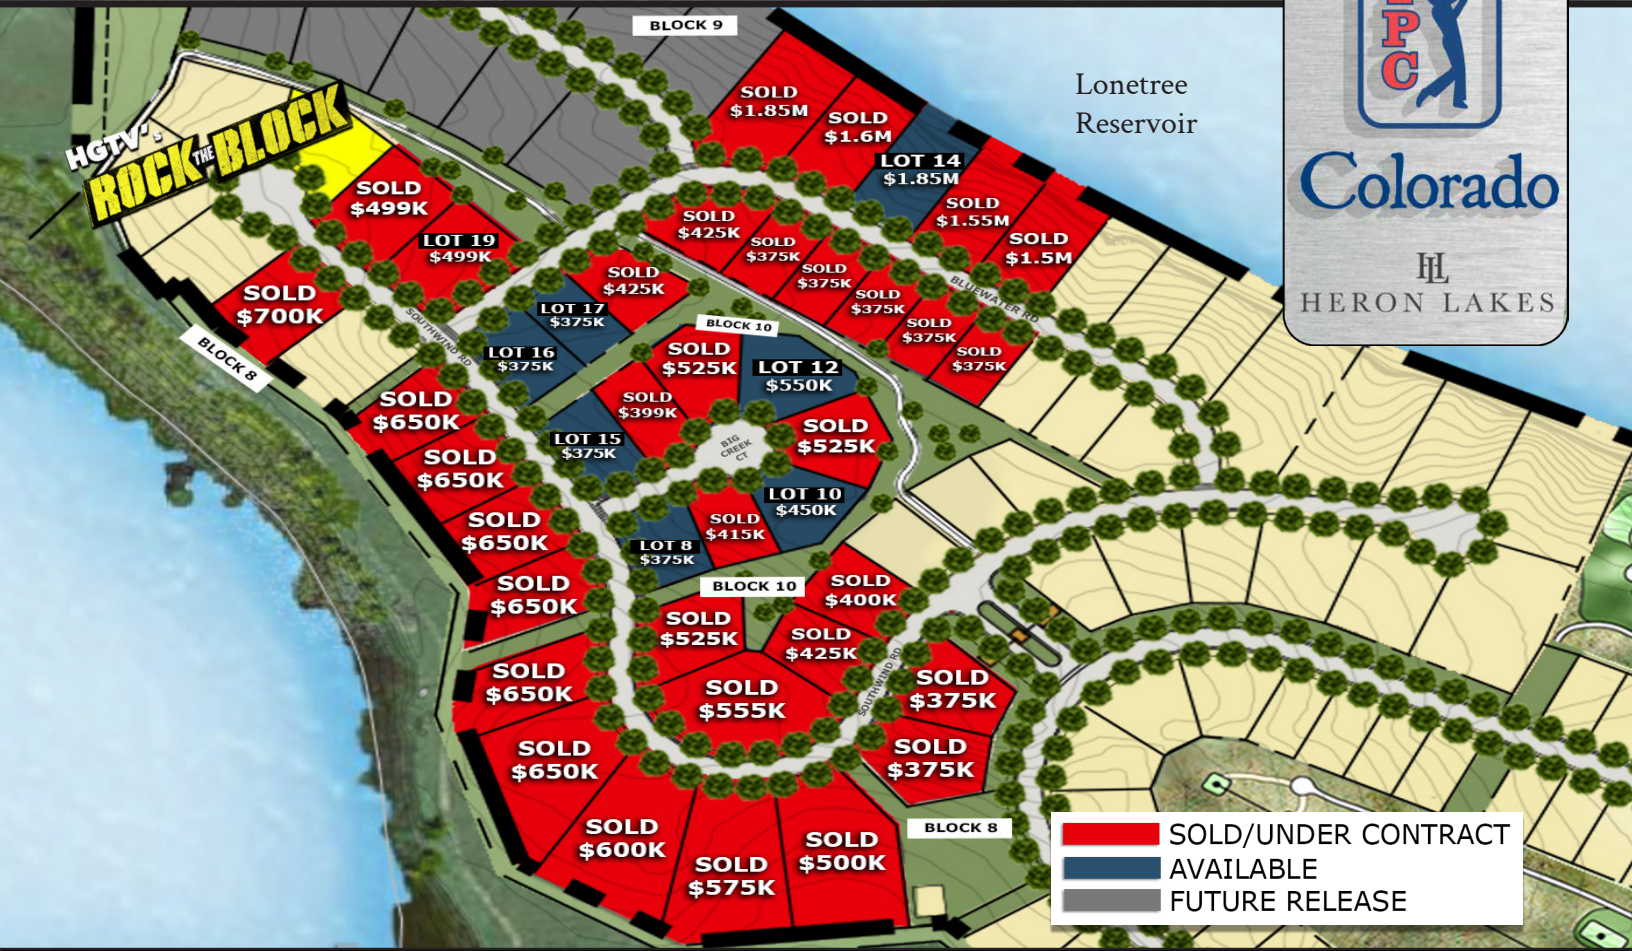 BLOCK 9
PC
Lonetree
Reservoir
Colorado
HL
HERON LAKES
HGTV's
ROCK THE BLOCK
SOLD
$1.85M
SOLD
$1.6M
LOT 14
$1.85M
SOLD
$1.55M
SOLD
$1.5M
SOLD
$499K
LOT 19
$499K
SOLD
$700K
SOLD
$425K
SOLD
$375K
SOLD
$375K
SOLD
$375K
SOLD
$375K
SOLD
$375K
BLUEWATER RD
SOLD
$425K
LOT 17
$375K
LOT 16
$375K
SOUTHWIND RD
BLOCK 8
BLOCK 10
SOLD
$525K
LOT 12
$550K
SOLD
$399K
LOT 15
$375K
BIG
CREEK
CT
SOLD
$525K
LOT 10
$450K
SOLD
$415K
LOT 8
$375K
BLOCK 10
SOLD
$650K
SOLD
$650K
SOLD
$650K
SOLD
$650K
SOLD
$650K
SOLD
$650K
SOLD
$400K
SOLD
$425K
SOLD
$525K
SOLD
$555K
SOUTHWIND RD
SOLD
$375K
SOLD
$375K
SOLD
$600K
SOLD
$575K
SOLD
$500K
BLOCK 8
SOLD/UNDER CONTRACT
AVAILABLE
FUTURE RELEASE